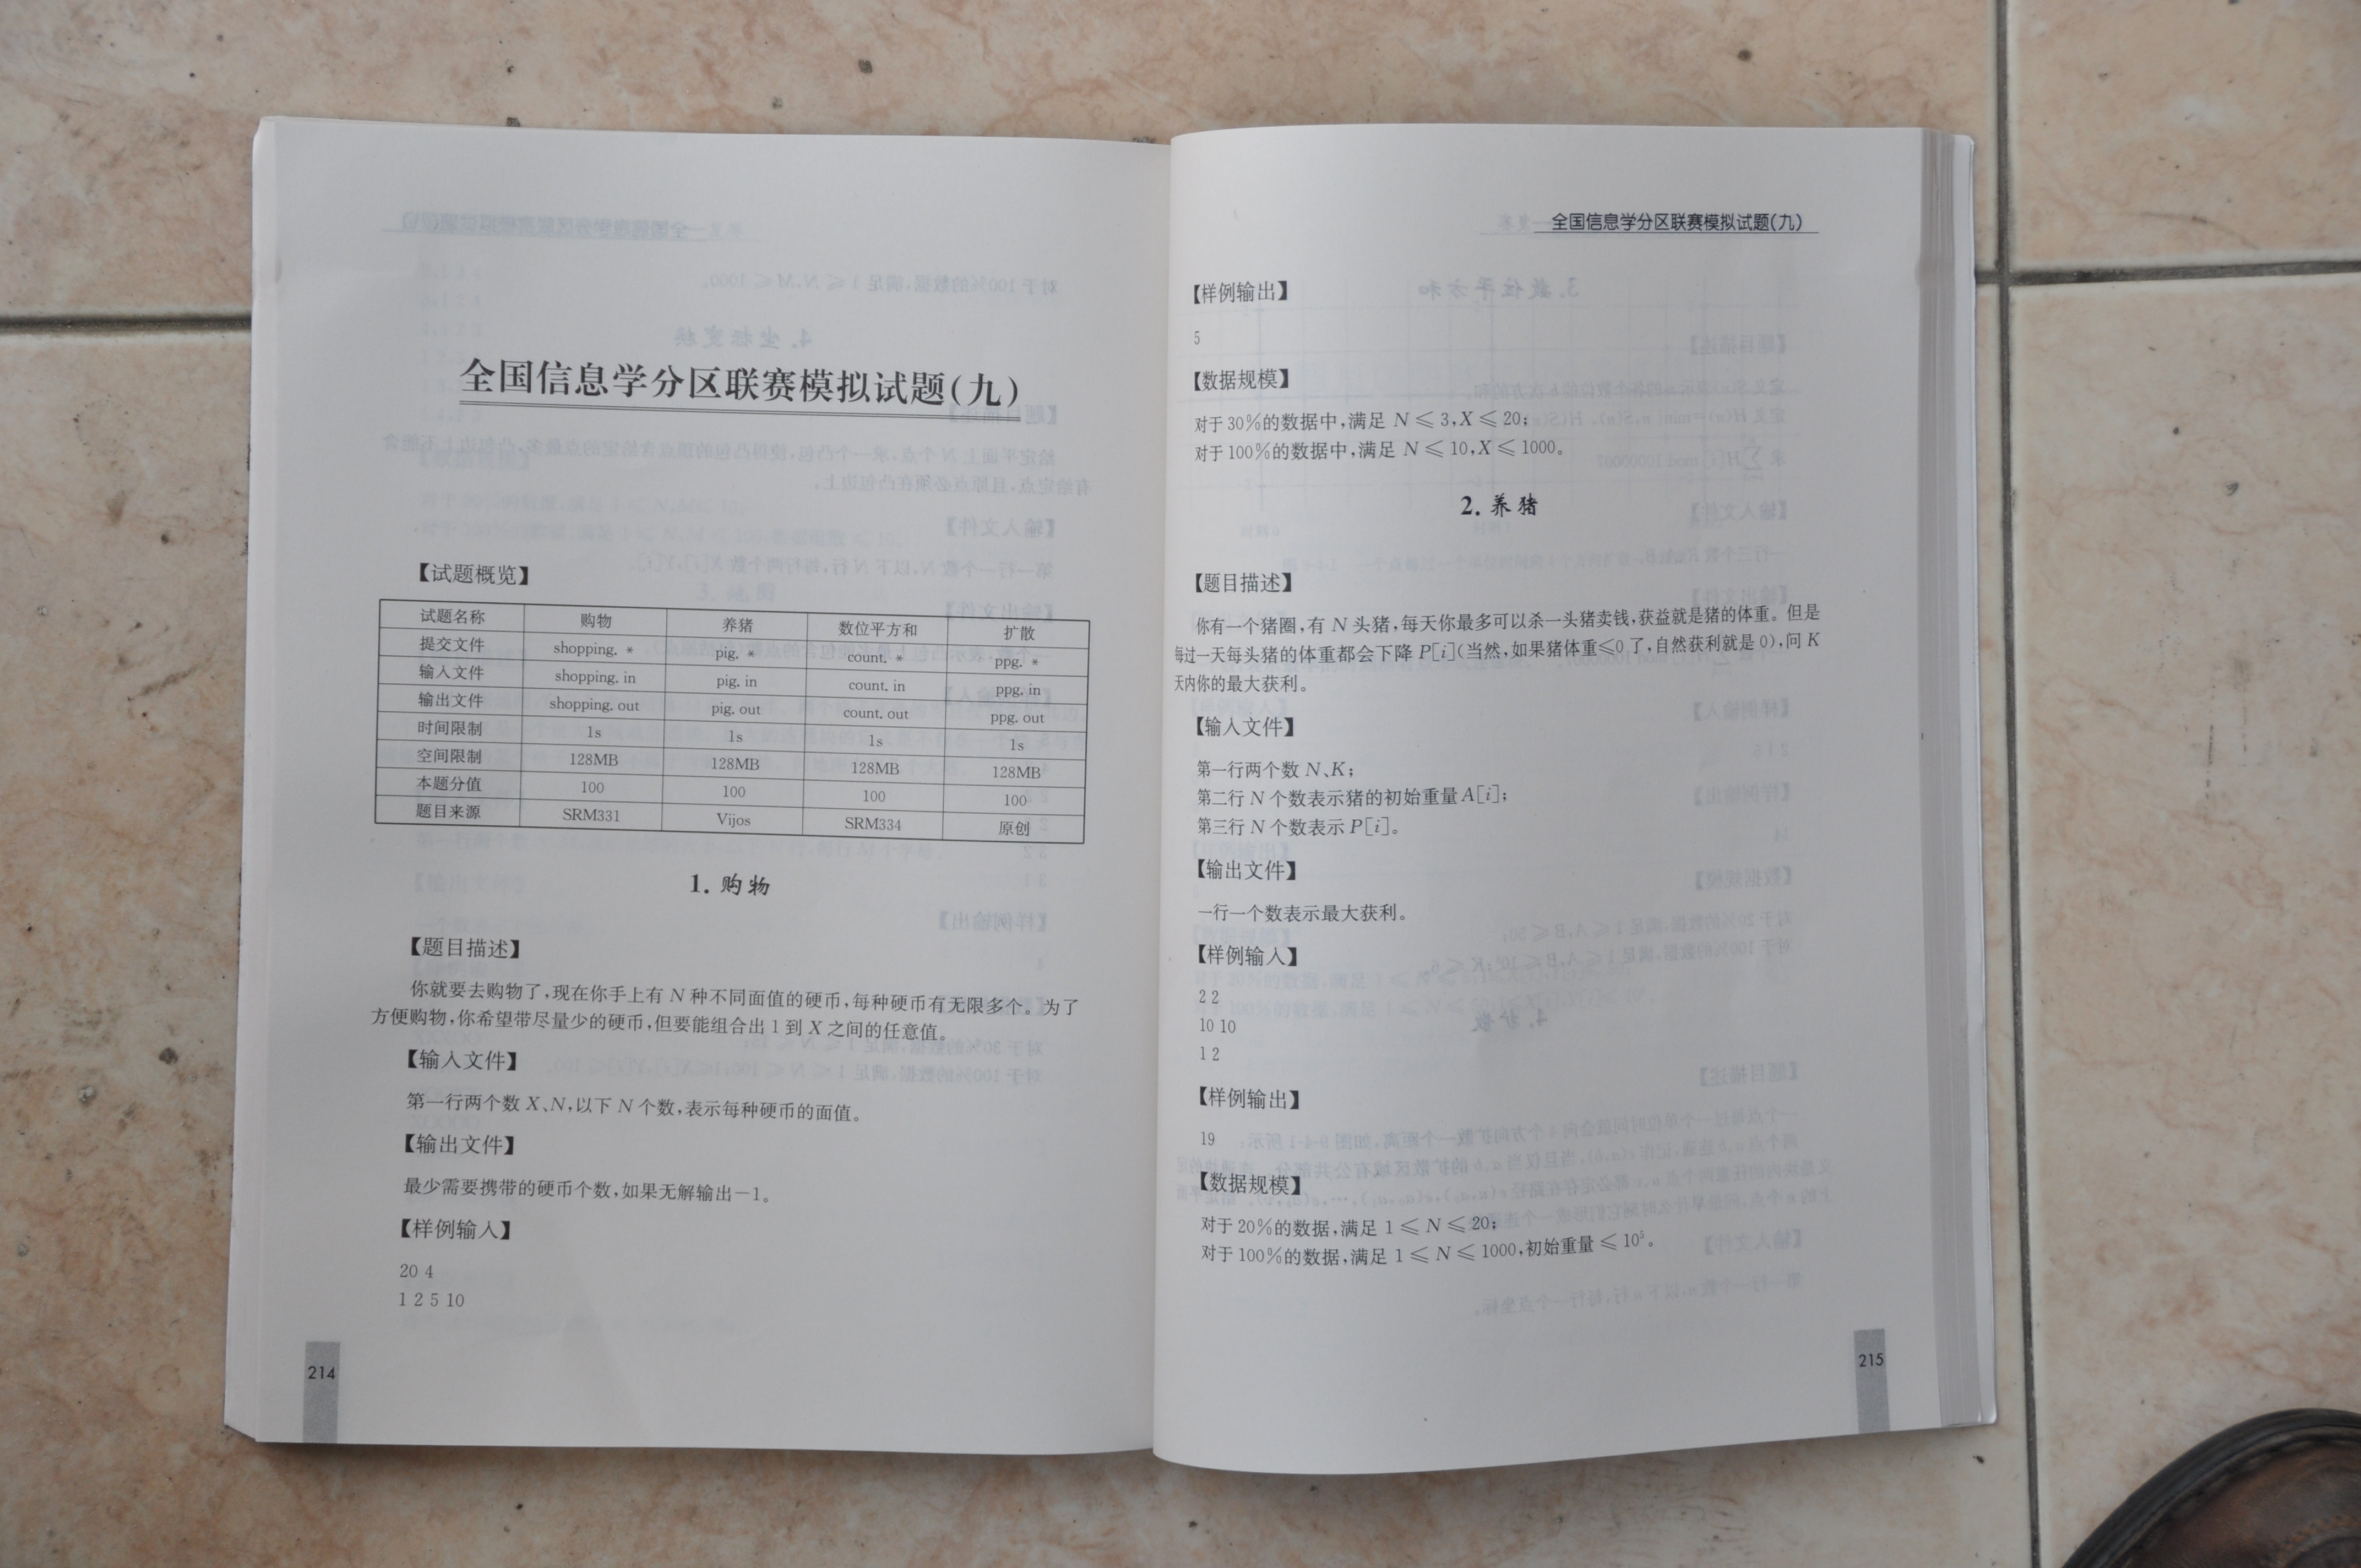 全国信息学分区联赛模拟试题(九)
【试题概览】
试题名称 购物 养猪 数位平方和 扩散
提交文件 shopping. * pig. * count. * ppg. *
输入文件 shopping. in pig. in count. in ppg. in
输出文件 shopping. out pig. out count. out ppg. out
时间限制 1s 1s 1s 1s
空间限制 128MB 128MB 128MB 128MB
本题分值 100 100 100 100
题目来源 SRM331 Vijos SRM334 原创
1. 购物
【题目描述】
你就要去购物了,现在你手上有 N 种不同面值的硬币,每种硬币有无限多个。为了
方便购物,你希望带尽量少的硬币,但要能组合出 1 到 X 之间的任意值。
【输入文件】
第一行两个数 X、N,以下 N 个数,表示每种硬币的面值。
【输出文件】
最少需要携带的硬币个数,如果无解输出－1。
【样例输入】
20 4
1 2 5 10
214
全国信息学分区联赛模拟试题(九)
【样例输出】
5
【数据规模】
对于 30%的数据中,满足 N ≤ 3,X ≤ 20;
对于 100%的数据中,满足 N ≤ 10,X ≤ 1000。
2. 养猪
【题目描述】
你有一个猪圈,有 N 头猪,每天你最多可以杀一头猪卖钱,获益就是猪的体重。但是
每过一天每头猪的体重都会下降 P[i](当然,如果猪体重≤0 了,自然获利就是 0),问 K
天内你的最大获利。
【输入文件】
第一行两个数 N、K;
第二行 N 个数表示猪的初始重量 A[i];
第三行 N 个数表示 P[i]。
【输出文件】
一行一个数表示最大获利。
【样例输入】
2 2
10 10
1 2
【样例输出】
19
【数据规模】
对于 20%的数据,满足 1 ≤ N ≤ 20;
对于 100%的数据,满足 1 ≤ N ≤ 1000,初始重量 ≤ 10⁵。
215